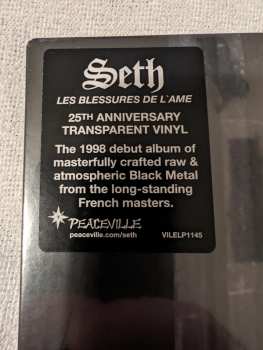 Seth
LES BLESSURES DE L`AME
25TH ANNIVERSARY
TRANSPARENT VINYL
The 1998 debut album of
masterfully crafted raw &
atmospheric Black Metal
from the long-standing
French masters.
PEACEVILLE
peaceville.com/seth VILELP1145